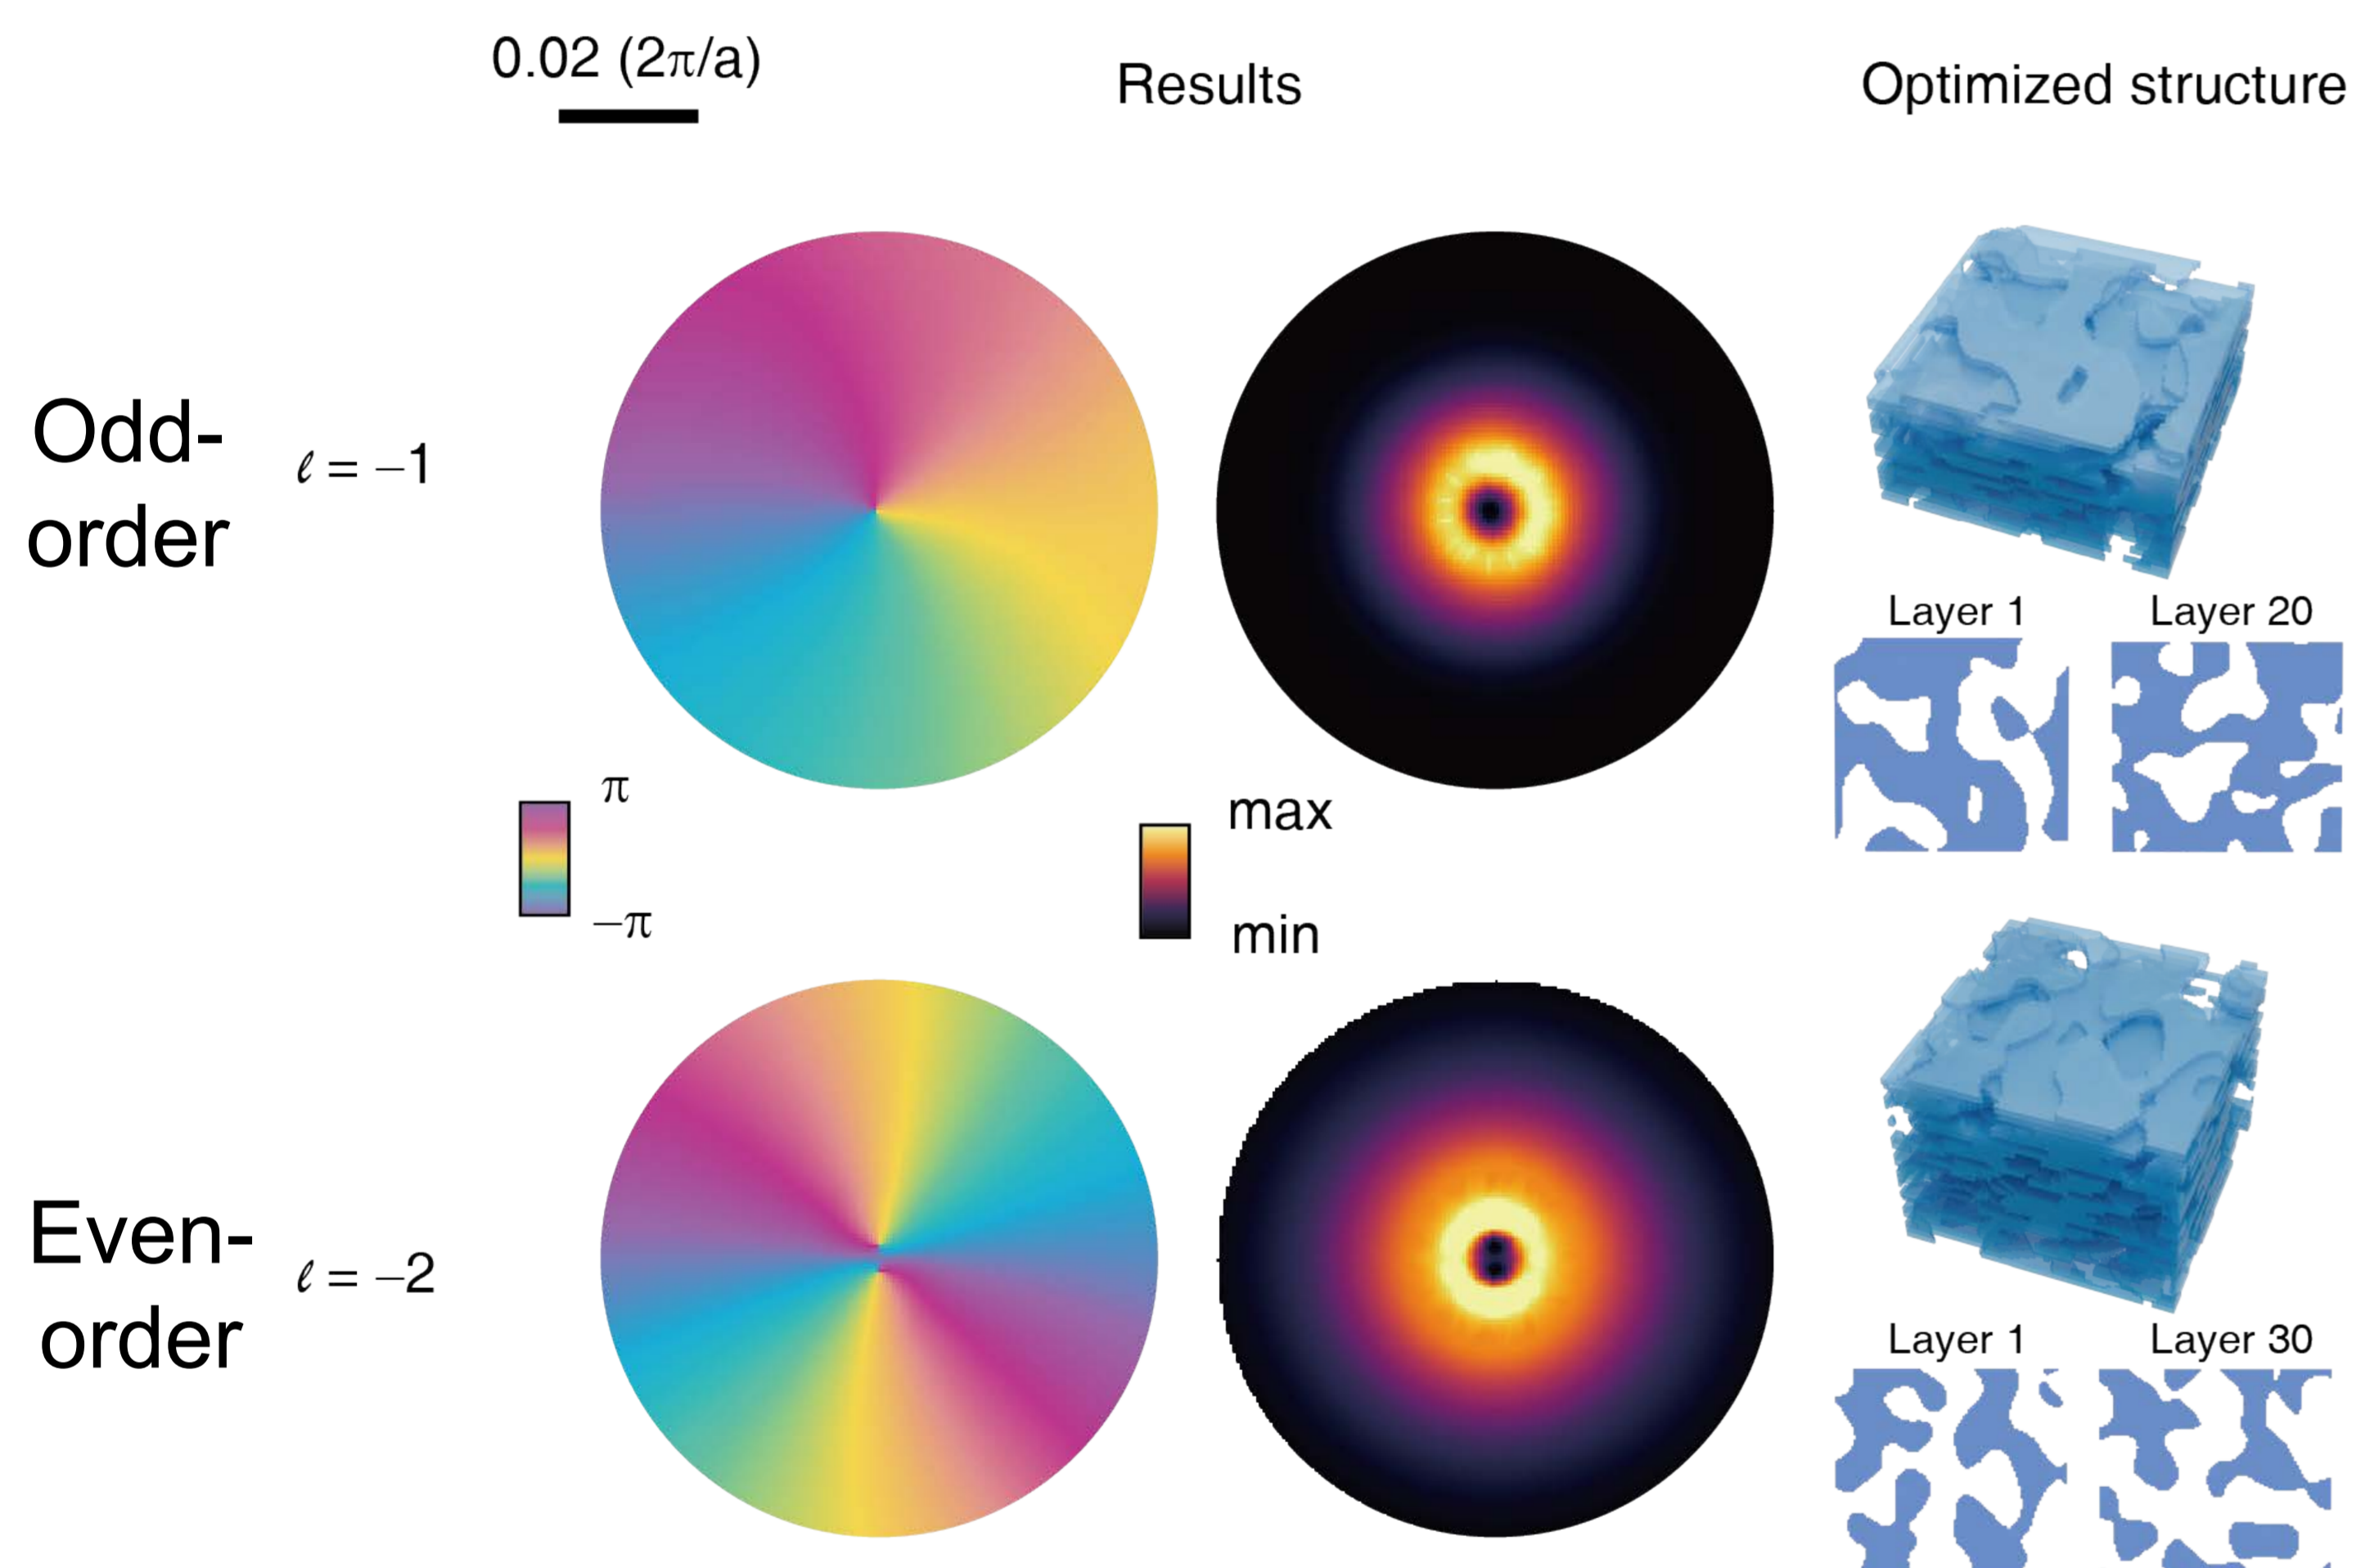 0.02 (2π/a)
Results
Optimized structure
Odd-
order
ℓ = −1
Layer 1
Layer 20
π
−π
max
min
Even-
order
ℓ = −2
Layer 1
Layer 30